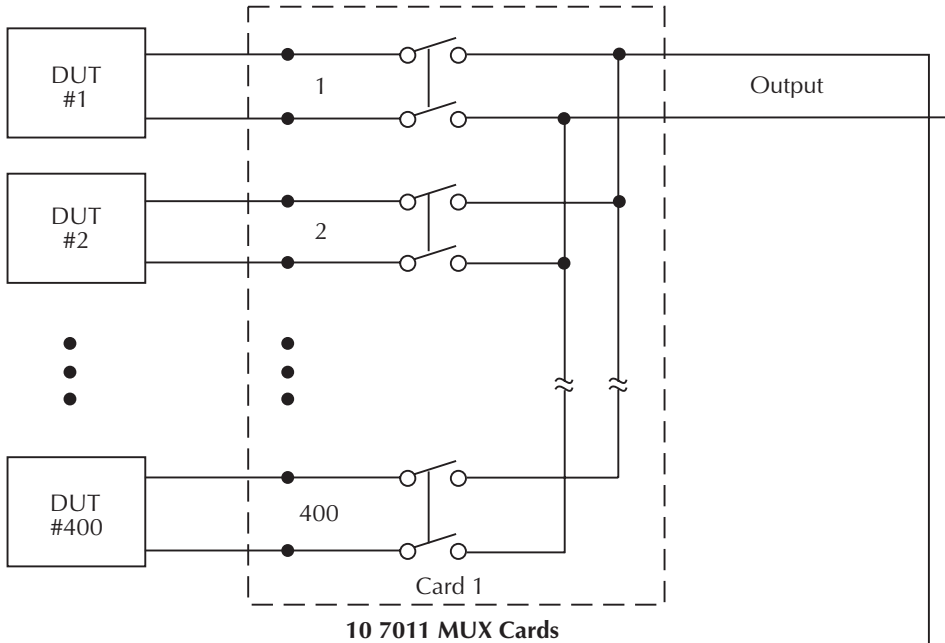 DUT
#1
1
Output
DUT
#2
2
DUT
#400
400
Card 1
10 7011 MUX Cards